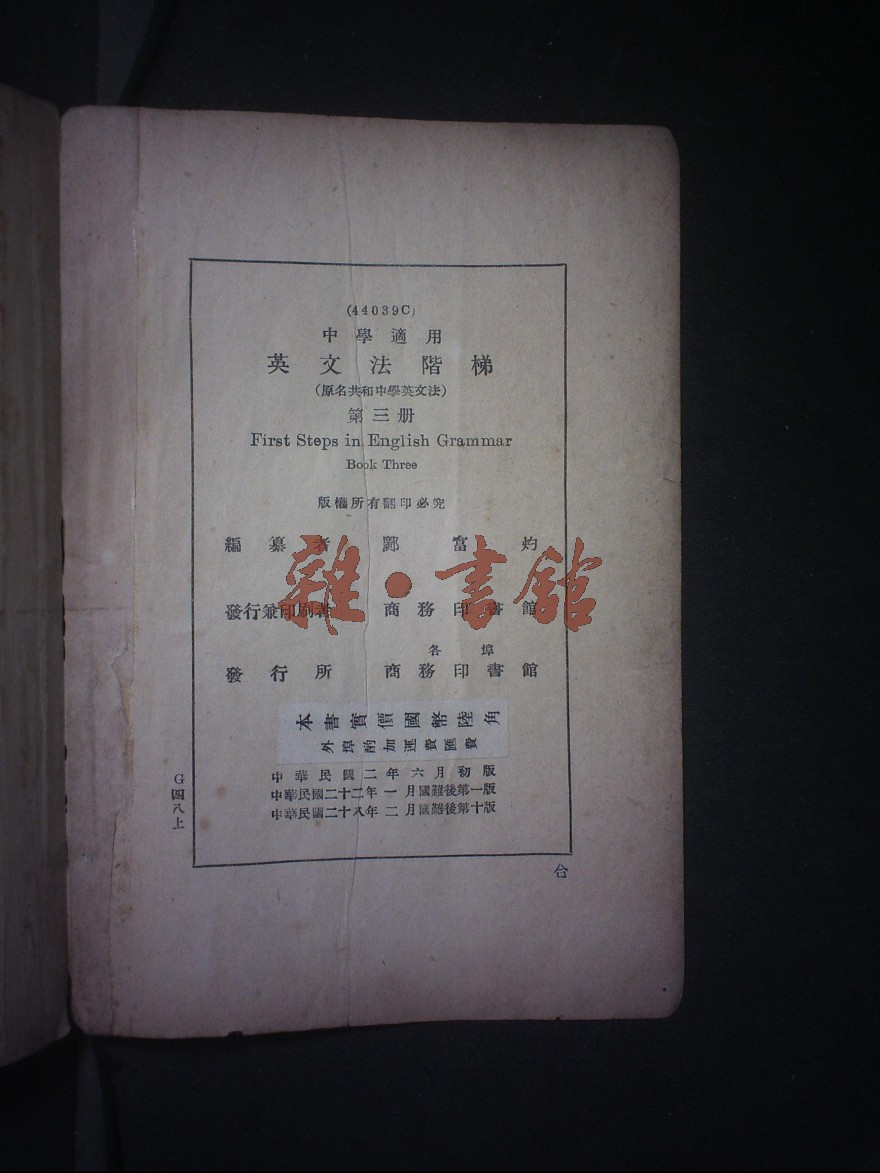 (44039C)
中學適用
英文法階梯
(原名共和中學英文法)
第三册
First Steps in English Grammar
Book Three
版權所有翻印必究
編纂者 鄺富灼
發行兼印刷者 商務印書館
各埠
發行所 商務印書館
本書實價國幣陸角
外埠酌加運費匯費
中華民國二年六月初版
中華民國二十二年一月國難後第一版
中華民國二十八年二月國難後第十版
G四八上
雜·書館